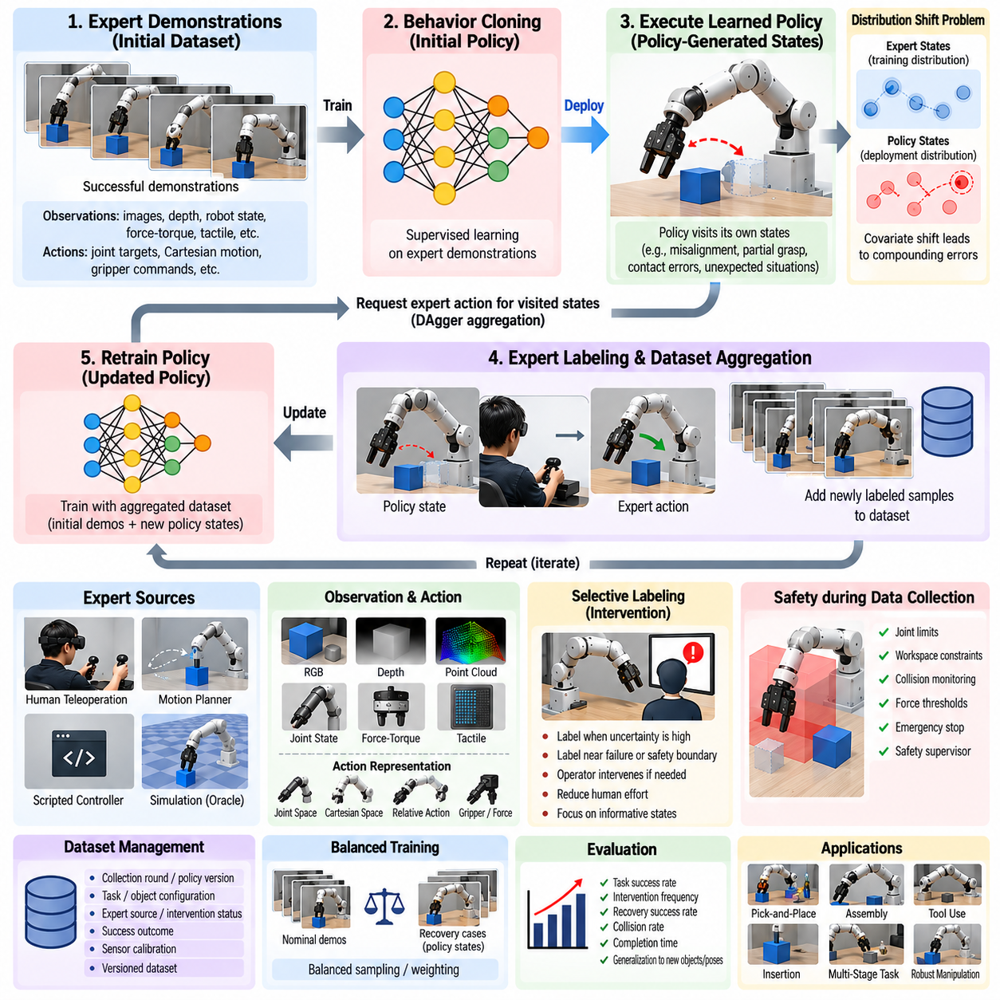 1. Expert Demonstrations
(Initial Dataset)
Successful demonstrations
Observations: images, depth, robot state,
force-torque, tactile, etc.
Actions: joint targets, Cartesian motion,
gripper commands, etc.
Train
2. Behavior Cloning
(Initial Policy)
Supervised learning
on expert demonstrations
Deploy
3. Execute Learned Policy
(Policy-Generated States)
Policy visits its own states
(e.g., misalignment, partial grasp,
contact errors, unexpected situations)
Distribution Shift Problem
Expert States
(training distribution)
Policy States
(deployment distribution)
Covariate shift leads
to compounding errors
Request expert action for visited states
(DAgger aggregation)
5. Retrain Policy
(Updated Policy)
Train with aggregated dataset
(initial demos + new policy states)
Update
4. Expert Labeling & Dataset Aggregation
Policy state
Expert action
Add newly labeled samples
to dataset
Repeat (iterate)
Expert Sources
Human Teleoperation
Motion Planner
</>
Scripted Controller
Simulation (Oracle)
Observation & Action
RGB
Depth
Point Cloud
Joint State
Force-Torque
Tactile
Action Representation
Joint Space
Cartesian Space
Relative Action
Gripper / Force
Selective Labeling
(Intervention)
!
• Label when uncertainty is high
• Label near failure or safety boundary
• Operator intervenes if needed
• Reduce human effort
• Focus on informative states
Safety during Data Collection
✓ Joint limits
✓ Workspace constraints
✓ Collision monitoring
✓ Force thresholds
✓ Emergency stop
✓ Safety supervisor
Dataset Management
• Collection round / policy version
• Task / object configuration
• Expert source / intervention status
• Success outcome
• Sensor calibration
• Versioned dataset
Balanced Training
Nominal demos
Recovery cases
(policy states)
Balanced sampling / weighting
Evaluation
✓ Task success rate
✓ Intervention frequency
✓ Recovery success rate
✓ Collision rate
✓ Completion time
✓ Generalization to new objects/poses
Applications
Pick-and-Place
Assembly
Tool Use
Insertion
Multi-Stage Task
Robust Manipulation